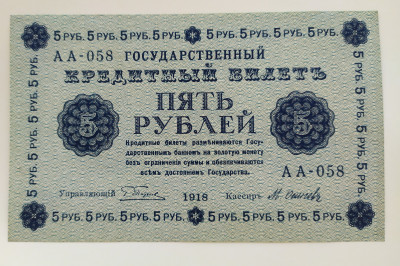 5 РУБ. 5 РУБ. 5 РУБ. 5 РУБ. 5 РУБ. 5 РУБ. 5 РУБ. 5 РУБ.
АА-058 ГОСУДАРСТВЕННЫЙ
КРЕДИТНЫЙ БИЛЕТЪ
ПЯТЬ
РУБЛЕЙ
5 5
Кредитные билеты размѣниваются Госу-
дарственнымъ банкомъ на золотую монету
безъ ограниченія суммы и обезпечиваются
всѣмъ достояніемъ Государства.
АА-058
Управляющій 1918 Кассиръ
5 РУБ. 5 РУБ. 5 РУБ. 5 РУБ. 5 РУБ. 5 РУБ. 5 РУБ. 5 РУБ.